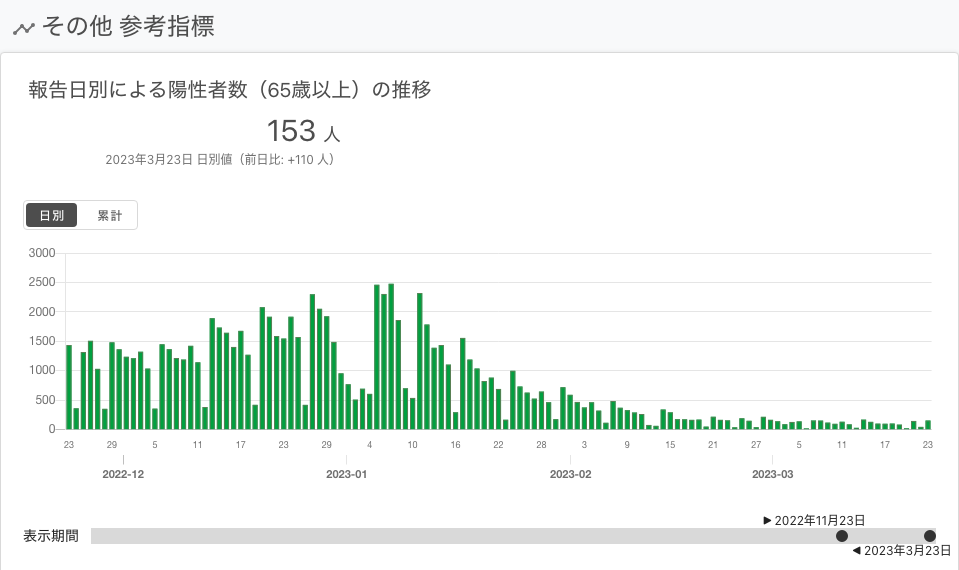 その他 参考指標
報告日別による陽性者数（65歳以上）の推移
153 人
2023年3月23日 日別値（前日比: +110 人）
日別 累計
3000
2500
2000
1500
1000
500
0
23 29 5 11 17 23 29 4 10 16 22 28 3 9 15 21 27 5 11 17 23
2022-12 2023-01 2023-02 2023-03
▶ 2022年11月23日
表示期間
◀ 2023年3月23日